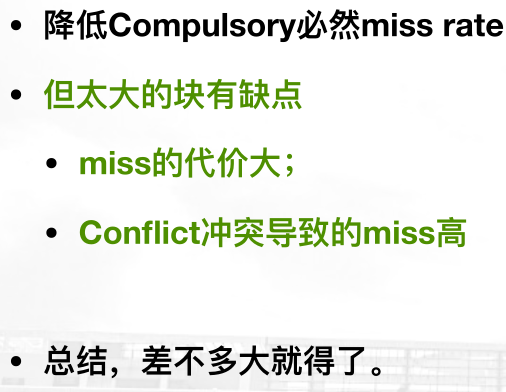 • 降低Compulsory必然miss rate
• 但太大的块有缺点
• miss的代价大；
• Conflict冲突导致的miss高
• 总结，差不多大就得了。